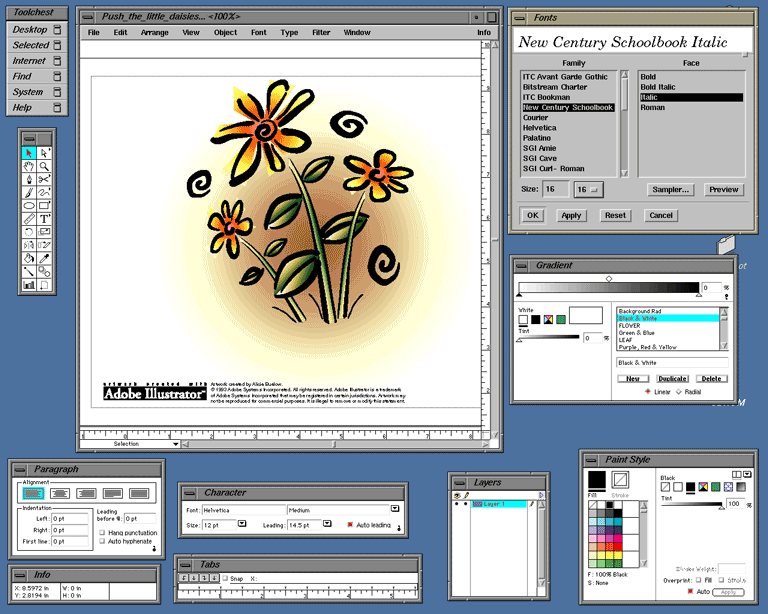 Toolchest
Desktop
Selected
Internet
Find
System
Help
Push_the_little_daisies... <100%>
File Edit Arrange View Object Font Type Filter Window Info
artwork created with
Adobe Illustrator
Artwork created by Alicia Buelow.
© 1993 Adobe Systems Incorporated. All rights reserved. Adobe Illustrator is a trademark
of Adobe Systems Incorporated that may be registered in certain jurisdictions. Artwork may
not be reproduced for commercial purposes. It is illegal to remove or modify this statement.
Selection
Fonts
New Century Schoolbook Italic
Family
ITC Avant Garde Gothic
Bitstream Charter
ITC Bookman
New Century Schoolbook
Courier
Helvetica
Palatino
SGI Amie
SGI Cave
SGI Curl- Roman
Face
Bold
Bold Italic
Italic
Roman
Size: 16 16 Sampler... Preview
OK Apply Reset Cancel
Gradient
0 %
White
Tint
0 %
Background Rad
Black & White
FLOWER
Green & Blue
LEAF
Purple, Red & Yellow
Black & White
New Duplicate Delete
Linear Radial
Paragraph
Alignment
Indentation
Left: 0 pt
Right: 0 pt
First line: 0 pt
Leading
before ¶: 0 pt
Hang punctuation
Auto hyphenate
Info
X: 8.5972 in W: 0 in
Y: 2.8194 in H: 0 in
Character
Font: Helvetica Medium
Size: 12 pt Leading: 14.5 pt Auto leading
Tabs
Snap X:
Layers
Layer 1
Paint Style
Fill Stroke
Black
Tint
100 %
F: 100% Black
S: None
Stroke Weight:
Overprint: Fill Stroke
Auto Apply